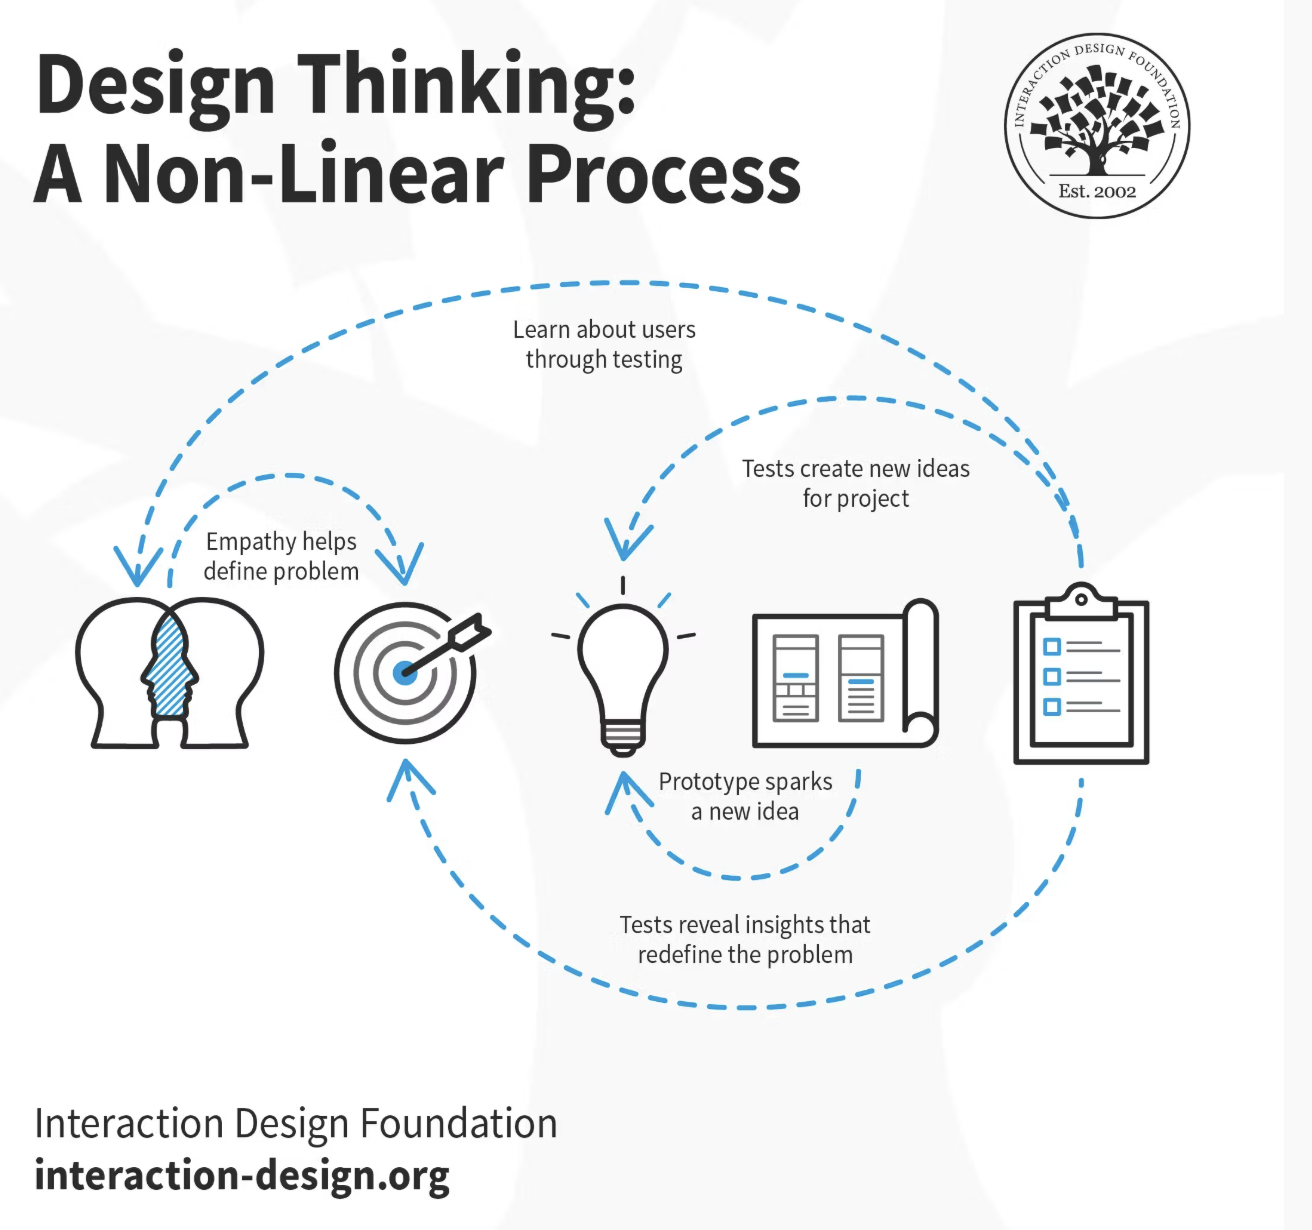 Design Thinking:
A Non-Linear Process
INTERACTION DESIGN FOUNDATION
Est. 2002
Learn about users
through testing
Tests create new ideas
for project
Empathy helps
define problem
Prototype sparks
a new idea
Tests reveal insights that
redefine the problem
Interaction Design Foundation
interaction-design.org